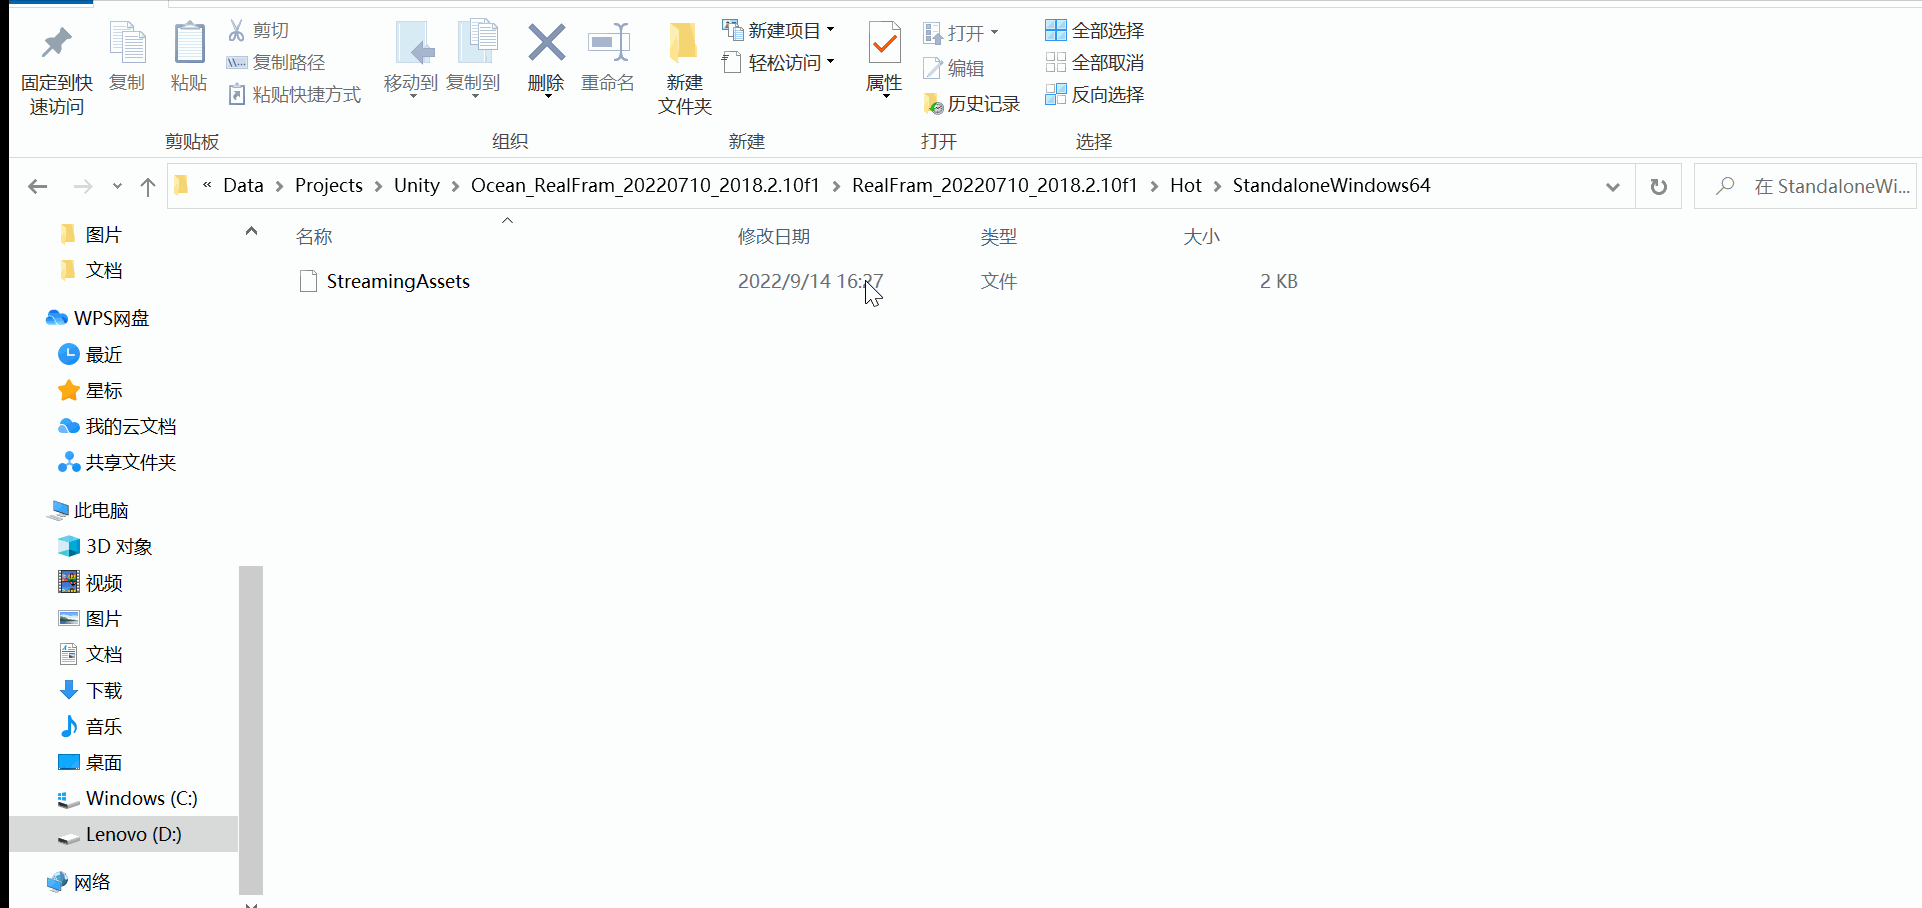 固定到快速访问
复制
粘贴
剪切
复制路径
粘贴快捷方式
剪贴板
移动到
复制到
删除
重命名
组织
新建文件夹
新建项目
轻松访问
新建
属性
打开
编辑
历史记录
打开
全部选择
全部取消
反向选择
选择
« Data › Projects › Unity › Ocean_RealFram_20220710_2018.2.10f1 › RealFram_20220710_2018.2.10f1 › Hot › StandaloneWindows64
在 StandaloneWi...
图片
文档
WPS网盘
最近
星标
我的云文档
共享文件夹
此电脑
3D 对象
视频
图片
文档
下载
音乐
桌面
Windows (C:)
Lenovo (D:)
网络
名称 修改日期 类型 大小
StreamingAssets 2022/9/14 16:27 文件 2 KB